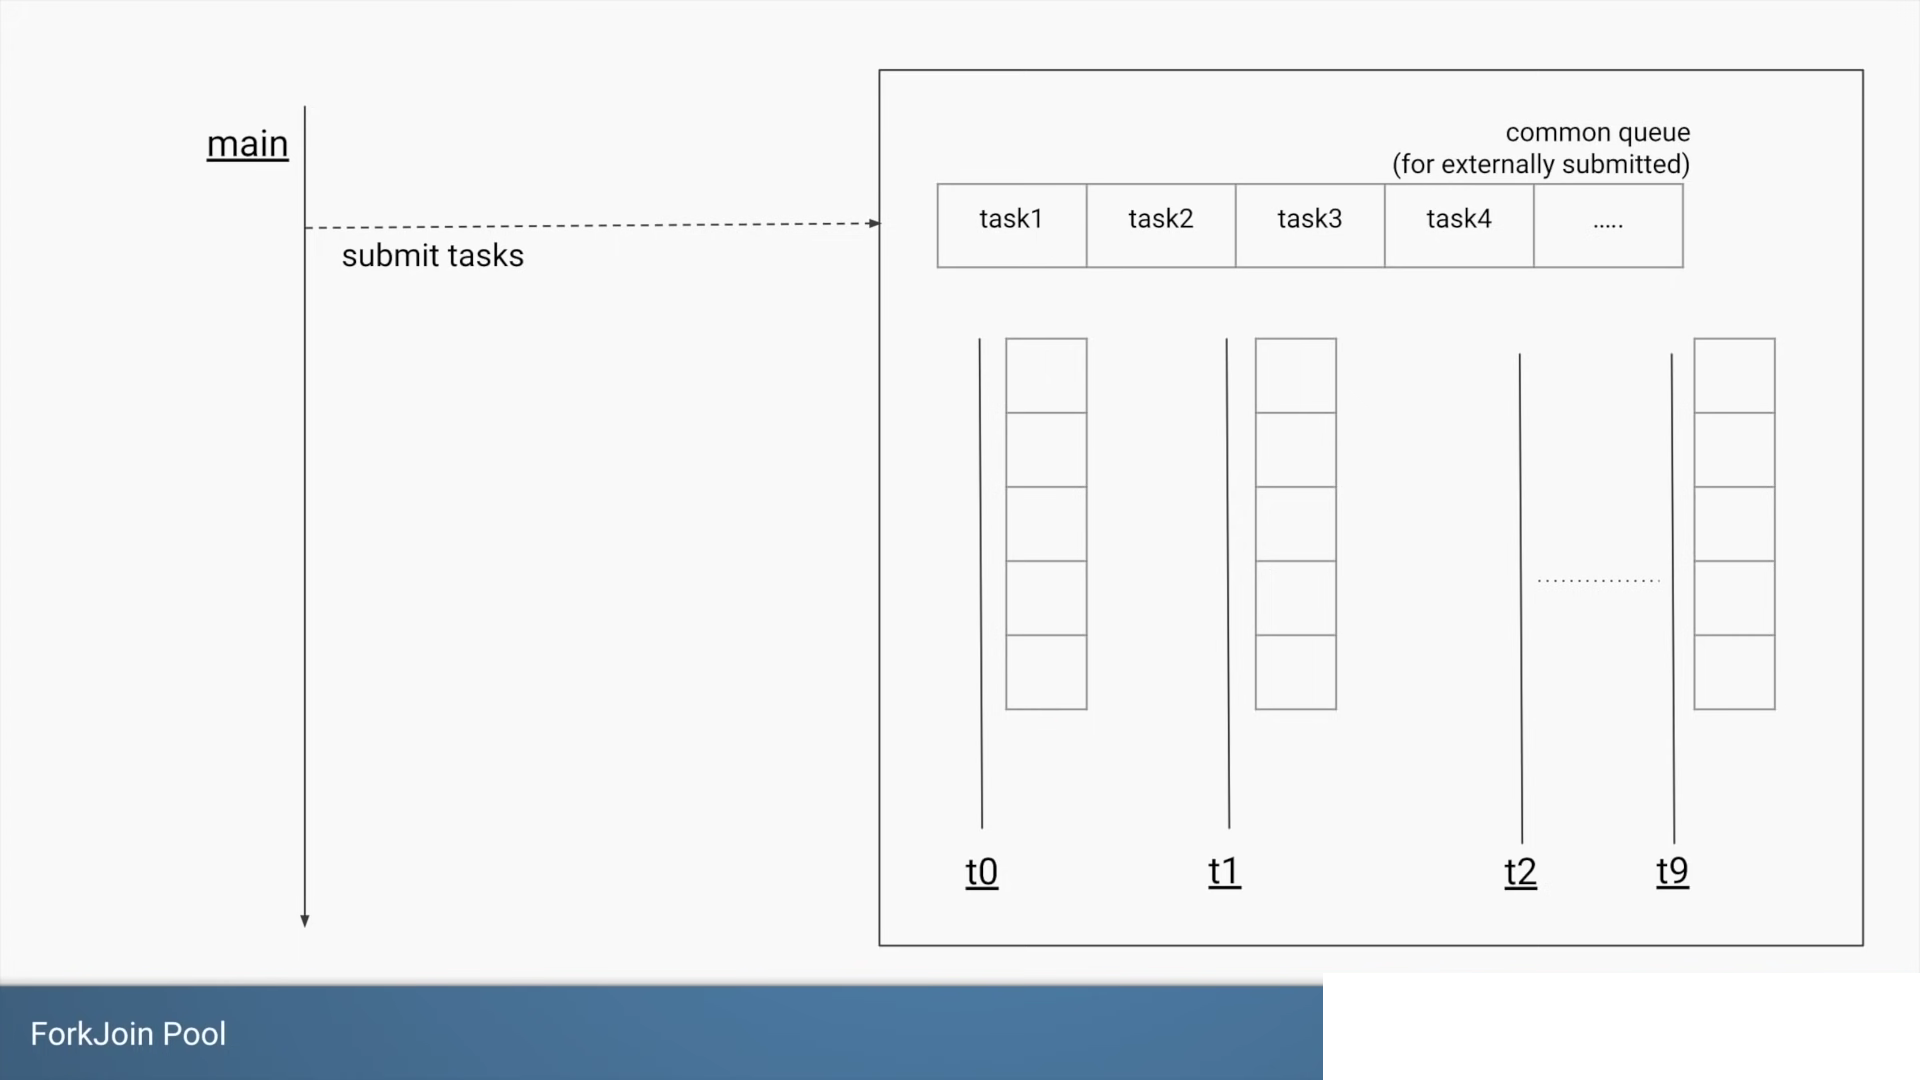 main
submit tasks
common queue
(for externally submitted)
task1 task2 task3 task4 .....
t0 t1 t2 t9
ForkJoin Pool